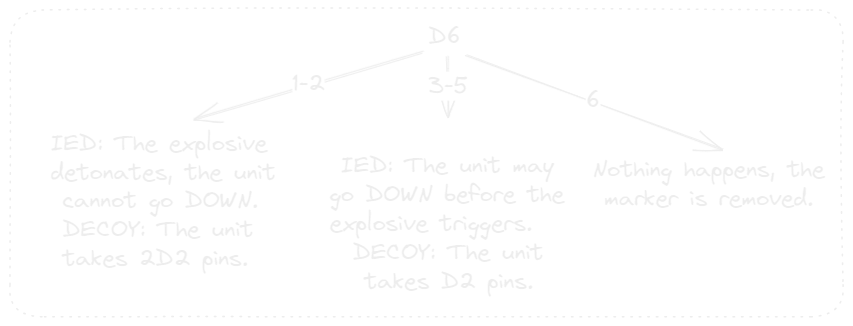 D6
1-2
3-5
6
IED: The explosive
detonates, the unit
cannot go DOWN.
DECOY: The unit
takes 2D2 pins.
IED: The unit may
go DOWN before the
explosive triggers.
DECOY: The unit
takes D2 pins.
Nothing happens, the
marker is removed.